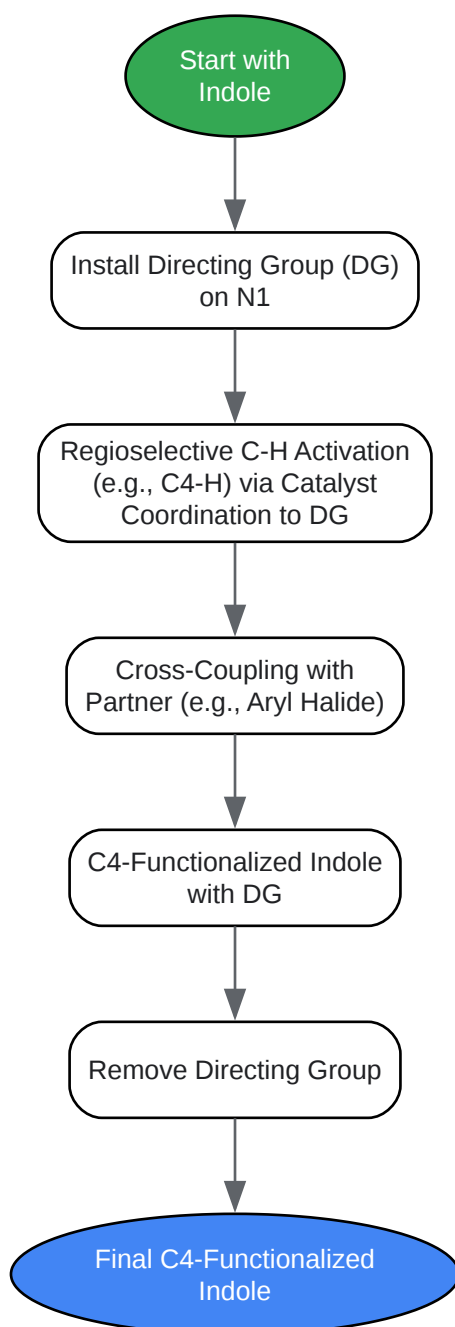 Start with
Indole
Install Directing Group (DG)
on N1
Regioselective C-H Activation
(e.g., C4-H) via Catalyst
Coordination to DG
Cross-Coupling with
Partner (e.g., Aryl Halide)
C4-Functionalized Indole
with DG
Remove Directing Group
Final C4-Functionalized
Indole